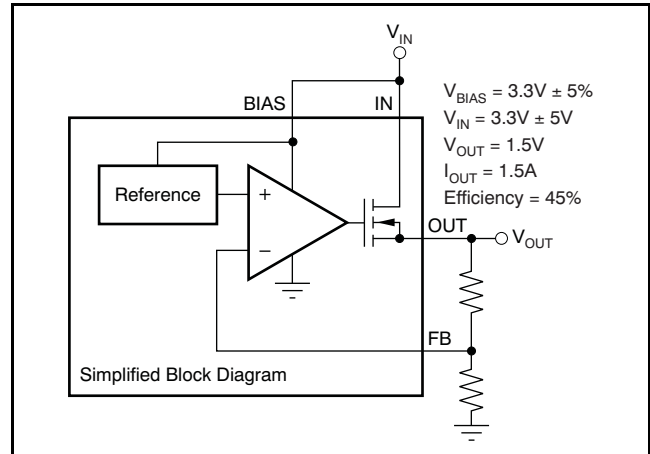 V_IN
BIAS
IN
V_BIAS = 3.3V ± 5%
V_IN = 3.3V ± 5V
V_OUT = 1.5V
I_OUT = 1.5A
Efficiency = 45%
Reference
+
−
OUT
V_OUT
FB
Simplified Block Diagram